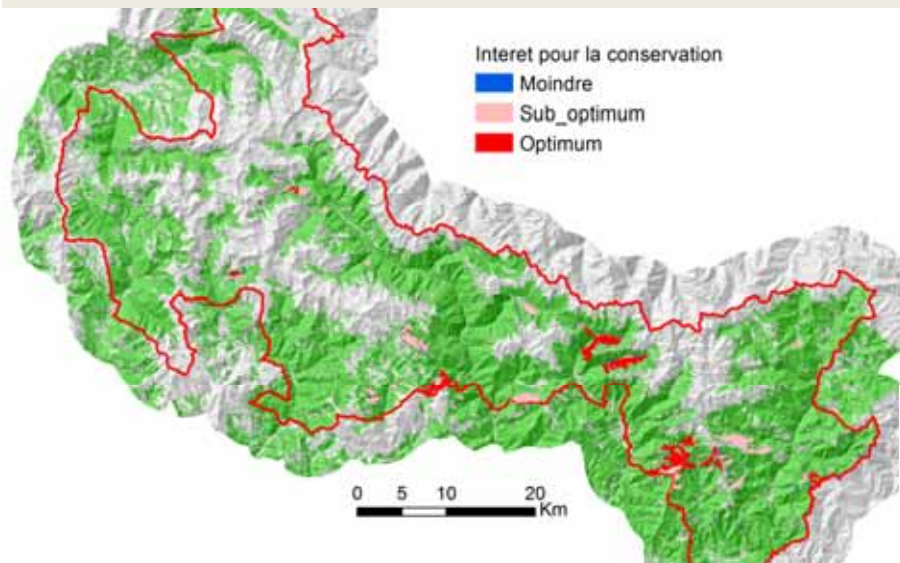 Interet pour la conservation
Moindre
Sub_optimum
Optimum
0 5 10 20
Km